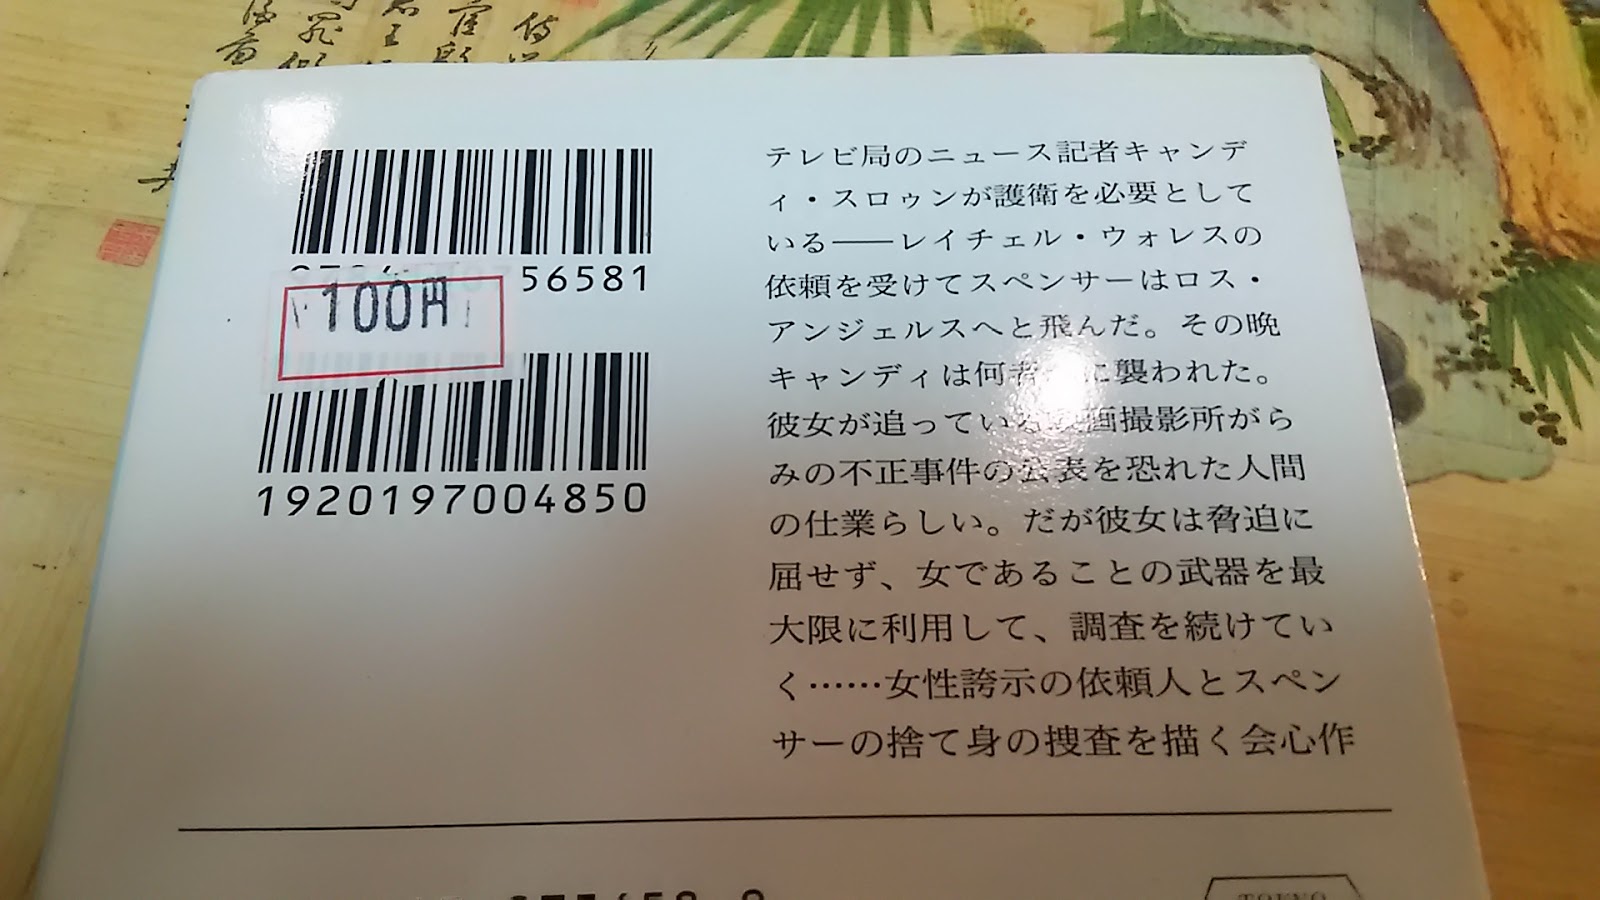 56581
100円
1920197004850
テレビ局のニュース記者キャンデ
ィ・スロゥンが護衛を必要として
いる——レイチェル・ウォレスの
依頼を受けてスペンサーはロス・
アンジェルスへと飛んだ。その晩
キャンディは何者に襲われた。
彼女が追っている画撮影所がら
みの不正事件の公表を恐れた人間
の仕業らしい。だが彼女は脅迫に
屈せず、女であることの武器を最
大限に利用して、調査を続けてい
く……女性誇示の依頼人とスペン
サーの捨て身の捜査を描く会心作
TOKYO